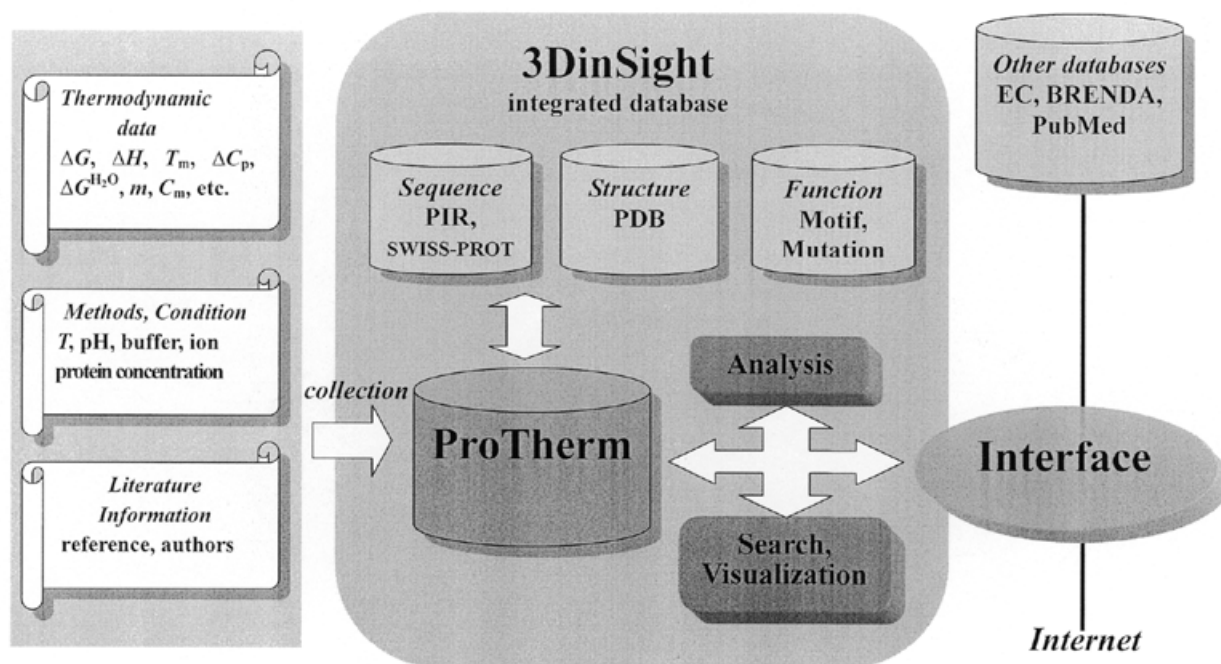 Thermodynamic
data
ΔG, ΔH, Tm, ΔCp,
ΔG^H₂O, m, Cm, etc.
Methods, Condition
T, pH, buffer, ion
protein concentration
Literature
Information
reference, authors
collection
3DinSight
integrated database
Sequence
PIR,
SWISS-PROT
Structure
PDB
Function
Motif,
Mutation
ProTherm
Analysis
Search,
Visualization
Other databases
EC, BRENDA,
PubMed
Interface
Internet